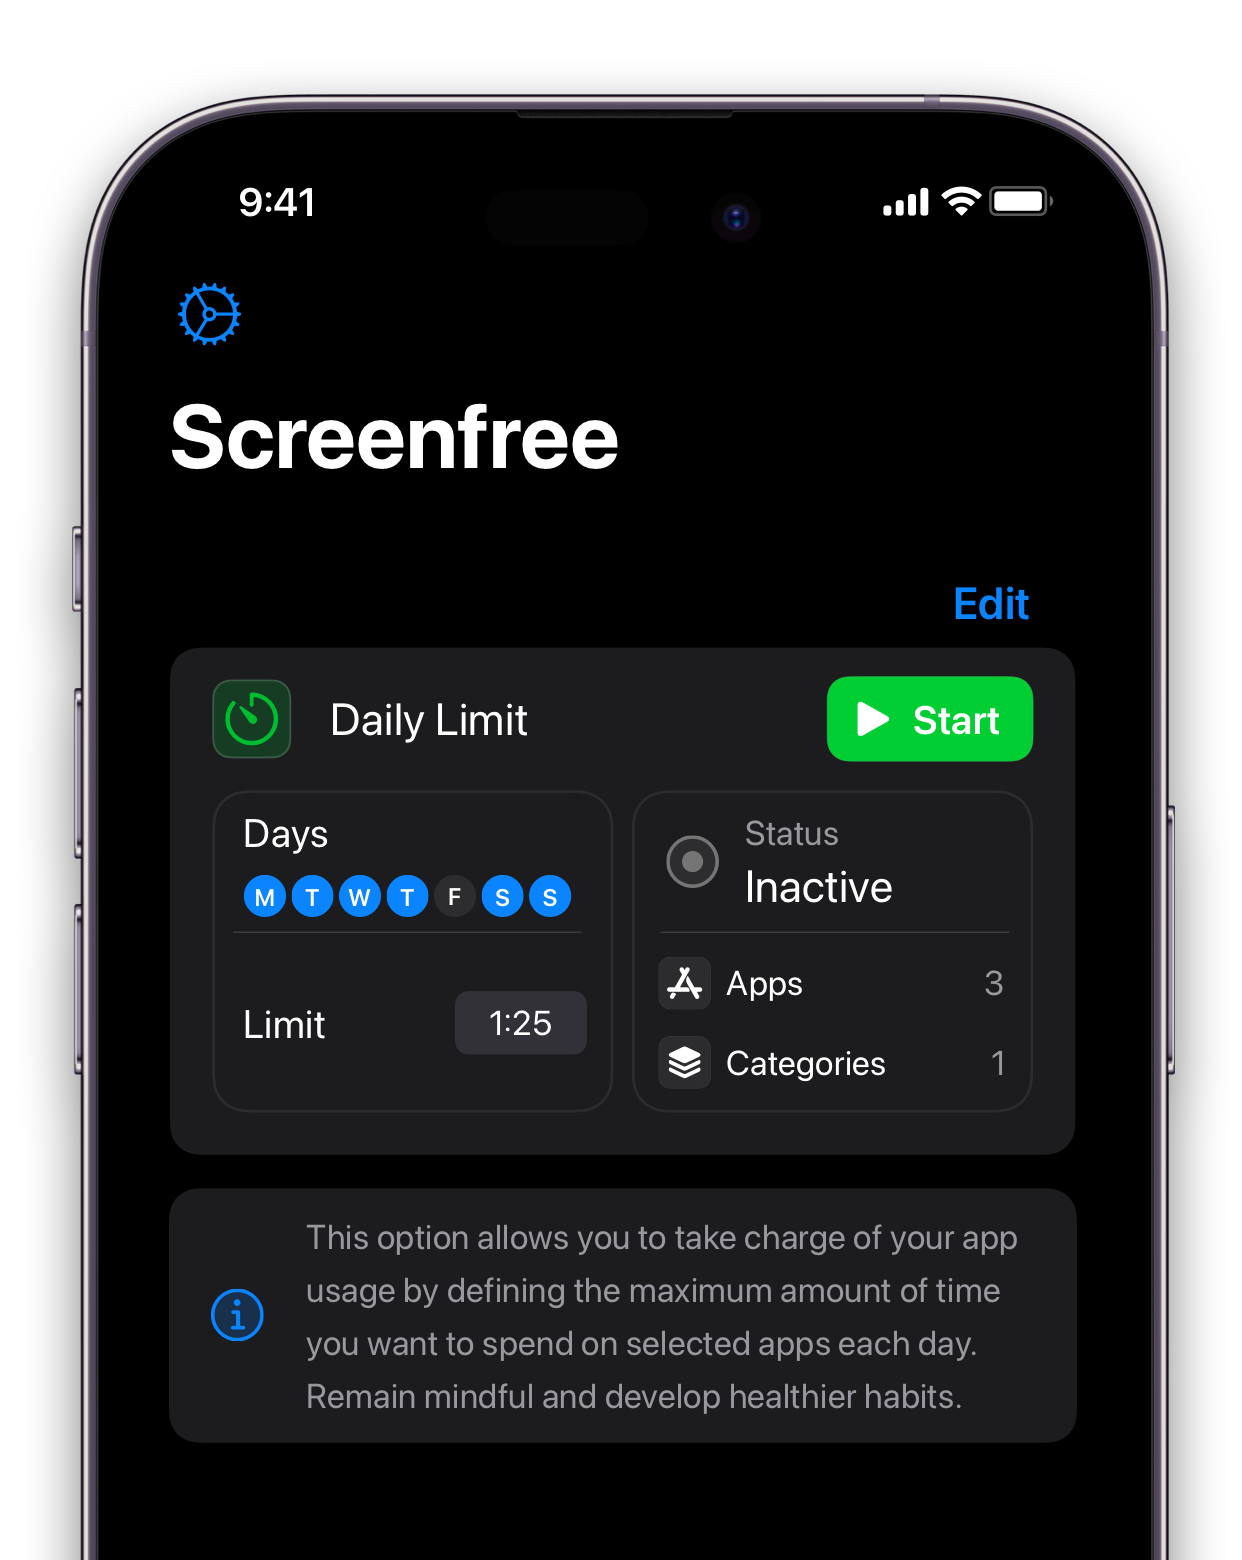 9:41
Screenfree
Edit
Daily Limit
Start
Days
M T W T F S S
Limit 1:25
Status
Inactive
Apps 3
Categories 1
This option allows you to take charge of your app
usage by defining the maximum amount of time
you want to spend on selected apps each day.
Remain mindful and develop healthier habits.